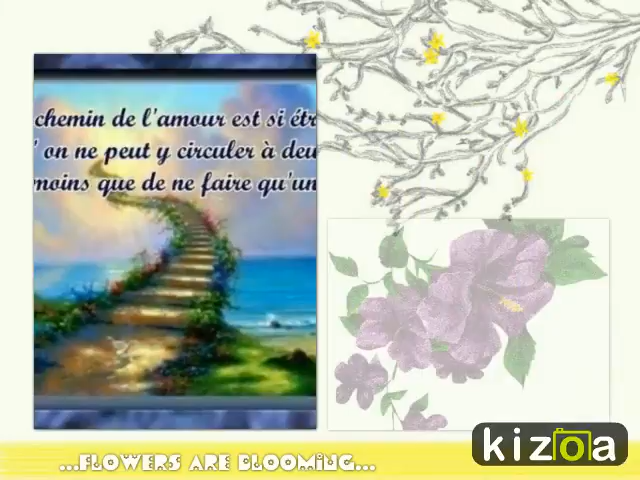 chemin de l'amour est si étr
' on ne peut y circuler à deu
moins que de ne faire qu'un
...FLOWERS ARE BLOOMING...
kizoa